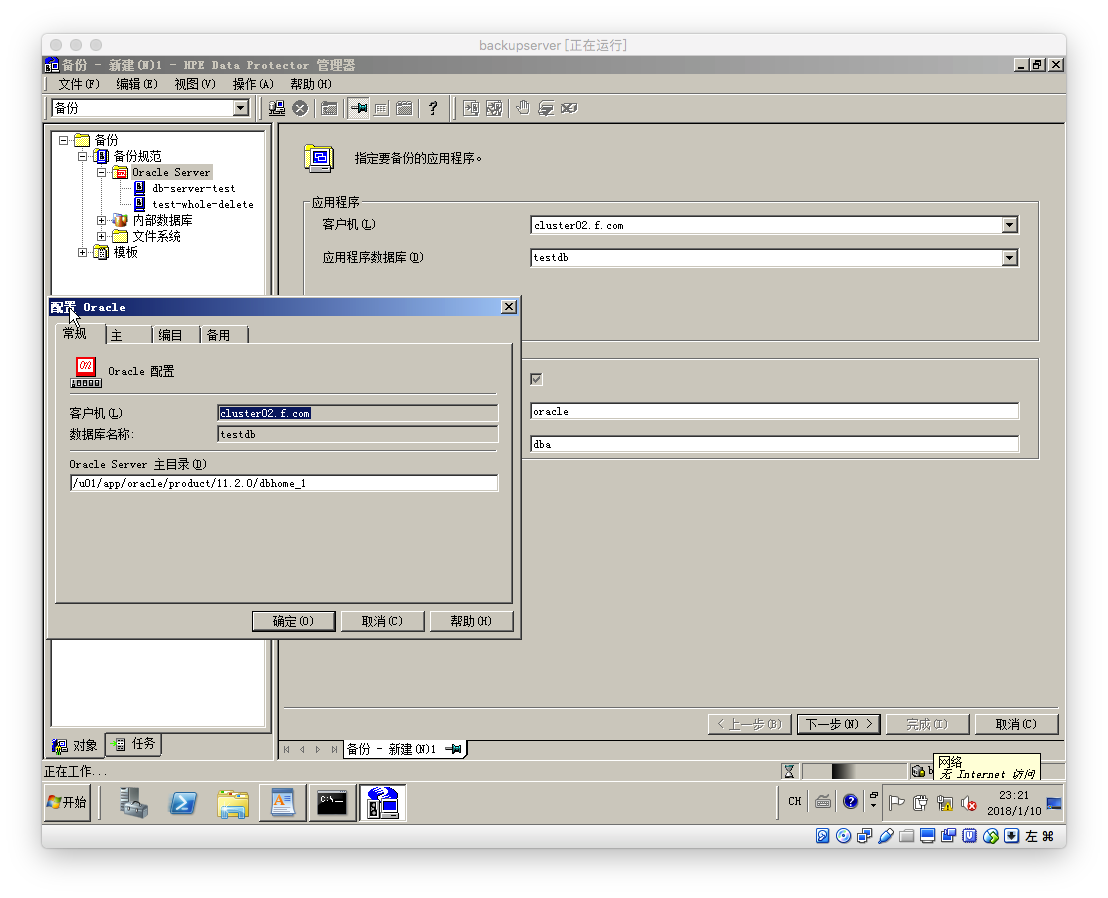 backupserver [正在运行]
备份 - 新建(N)1 - HPE Data Protector 管理器
文件(F) 编辑(E) 视图(V) 操作(A) 帮助(H)
备份
备份
备份规范
Oracle Server
db-server-test
test-whole-delete
内部数据库
文件系统
模板
指定要备份的应用程序。
应用程序
客户机(L)
cluster02.f.com
应用程序数据库(D)
testdb
oracle
dba
配置 Oracle
常规 主 编目 备用
Oracle 配置
客户机(L)
cluster02.f.com
数据库名称:
testdb
Oracle Server 主目录(D)
/u01/app/oracle/product/11.2.0/dbhome_1
确定(O) 取消(C) 帮助(H)
< 上一步(B) 下一步(N) > 完成(I) 取消(C)
对象 任务
备份 - 新建(N)1
正在工作...
网络
无 Internet 访问
开始
CH
23:21
2018/1/10
左 ⌘